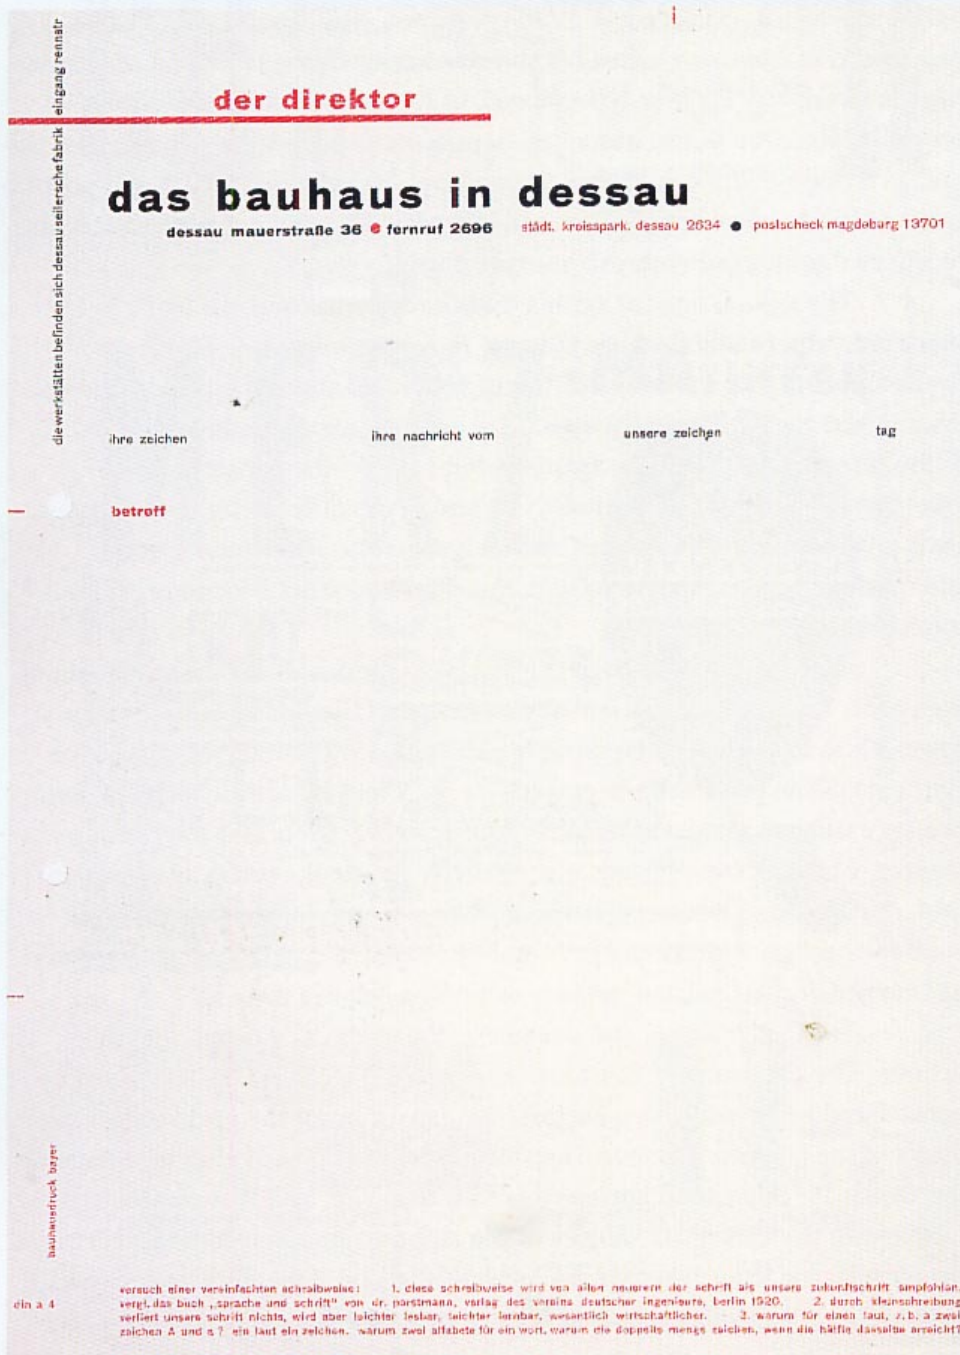 der direktor
das bauhaus in dessau
dessau mauerstraße 36 ● fernruf 2696
städt. kreisspark. dessau 2634 ● postscheck magdeburg 13701
die werkstätten befinden sich dessau seilersche fabrik eingang rennstr
ihre zeichen ihre nachricht vom unsere zeichen tag
betreff
bauhausdruck bayer
din a 4
versuch einer vereinfachten schreibweise: 1. diese schreibweise wird von allen neuerern der schrift als unsere zukunftschrift empfohlen.
vergl. das buch „sprache und schrift" von dr. porstmann, verlag des vereins deutscher ingenieure, berlin 1920. 2. durch kleinschreibung
verliert unsere schrift nichts, wird aber leichter lesbar, leichter lernbar, wesentlich wirtschaftlicher. 3. warum für einen laut, z. b. a zwei
zeichen A und a ? ein laut ein zeichen. warum zwei alfabete für ein wort, warum die doppelte menge zeichen, wenn die hälfte dasselbe erreicht?